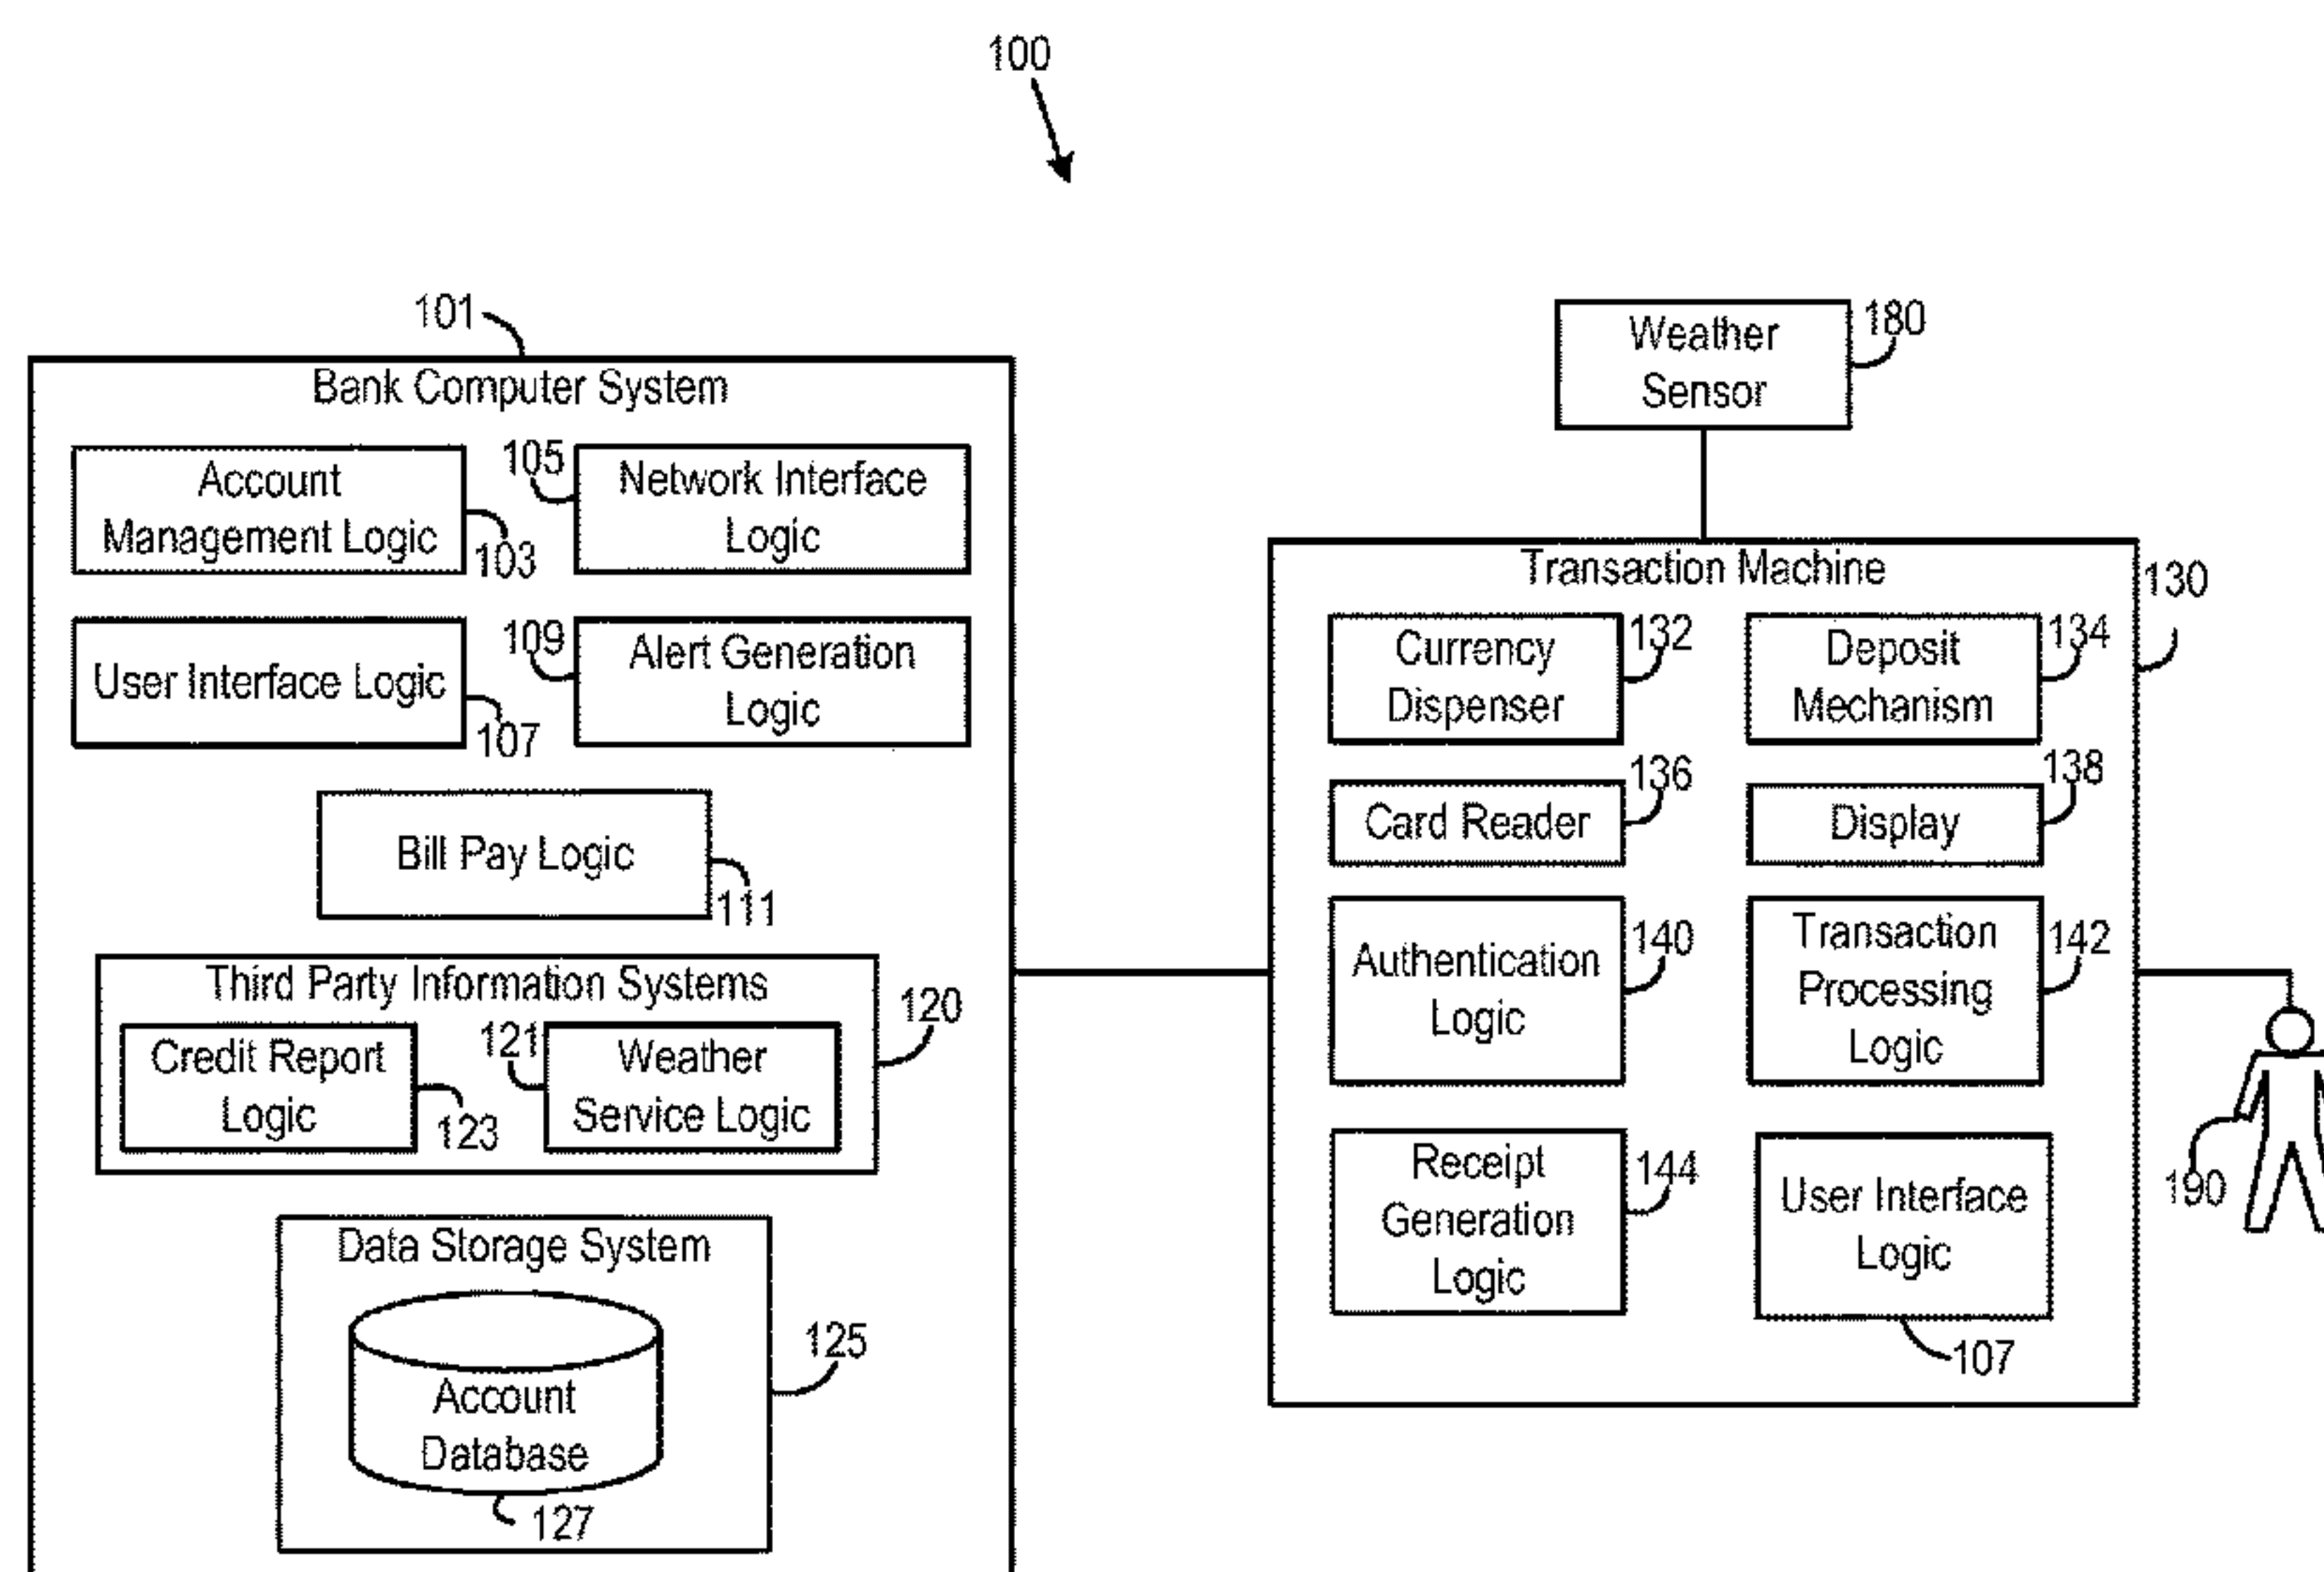 100
101
Bank Computer System
Account
Management Logic
103
105
Network Interface
Logic
User Interface Logic
107
109
Alert Generation
Logic
Bill Pay Logic
111
Third Party Information Systems
120
Credit Report
Logic
123
121
Weather
Service Logic
Data Storage System
125
Account
Database
127
Weather
Sensor
180
Transaction Machine
130
Currency
Dispenser
132
Deposit
Mechanism
134
Card Reader
136
Display
138
Authentication
Logic
140
Transaction
Processing
Logic
142
Receipt
Generation
Logic
144
User Interface
Logic
107
190